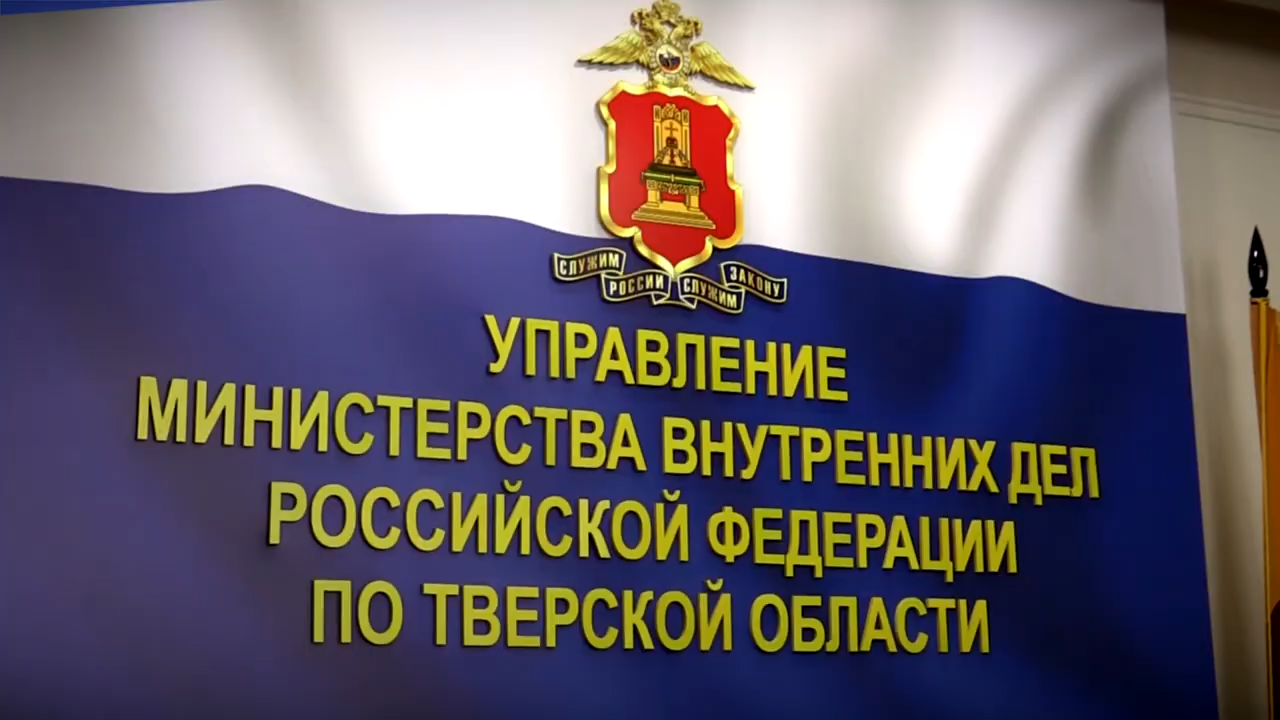 СЛУЖИМ РОССИИ СЛУЖИМ ЗАКОНУ
УПРАВЛЕНИЕ
МИНИСТЕРСТВА ВНУТРЕННИХ ДЕЛ
РОССИЙСКОЙ ФЕДЕРАЦИИ
ПО ТВЕРСКОЙ ОБЛАСТИ